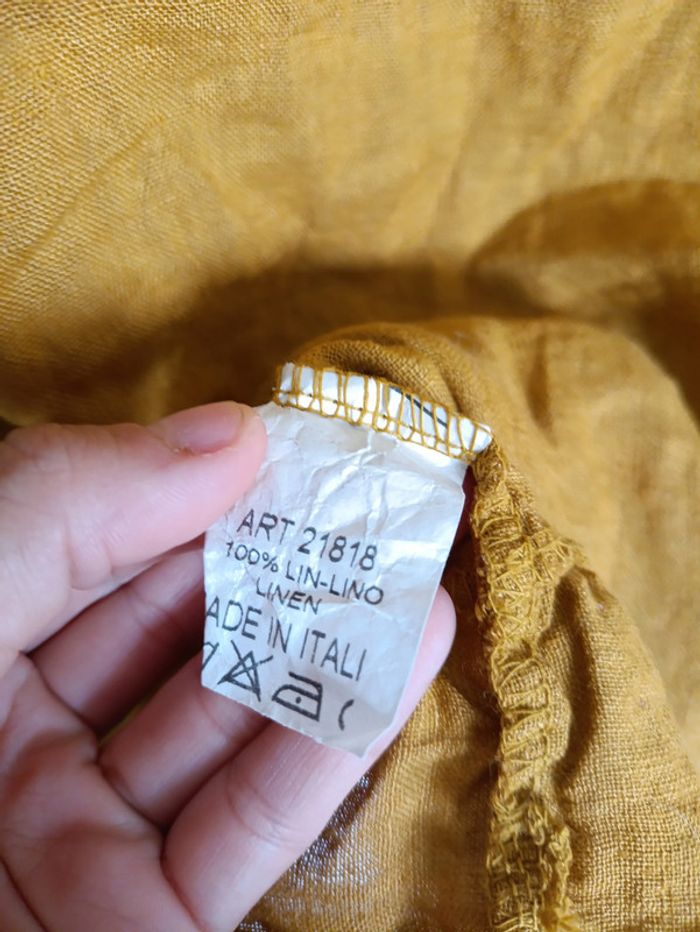 ART 21818
100% LIN-LINO
LINEN
ADE IN ITALI